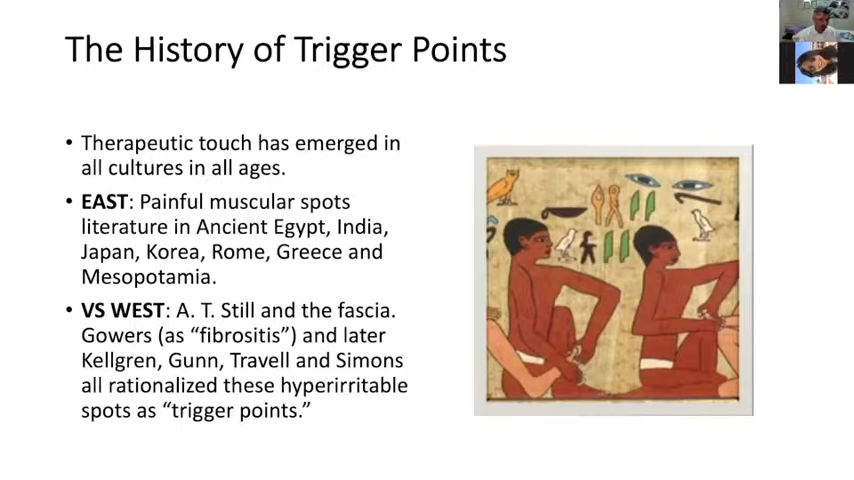 The History of Trigger Points
• Therapeutic touch has emerged in
all cultures in all ages.
• EAST: Painful muscular spots
literature in Ancient Egypt, India,
Japan, Korea, Rome, Greece and
Mesopotamia.
• VS WEST: A. T. Still and the fascia.
Gowers (as “fibrositis”) and later
Kellgren, Gunn, Travell and Simons
all rationalized these hyperirritable
spots as “trigger points.”